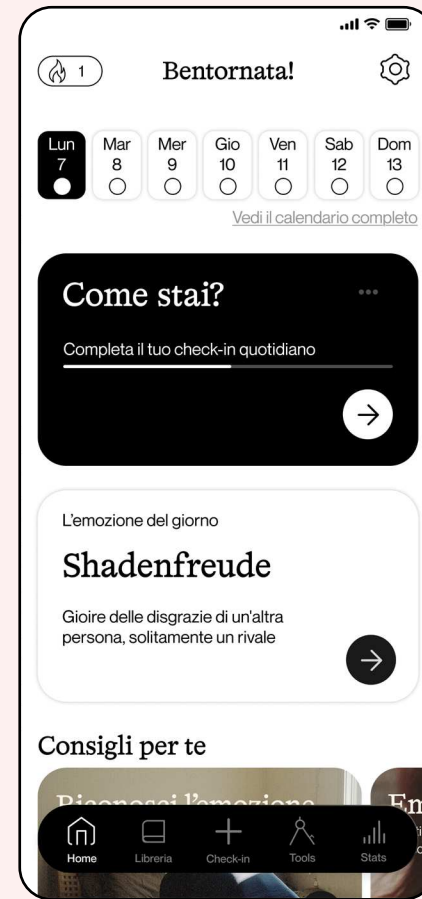 1
Bentornata!
Lun Mar Mer Gio Ven Sab Dom
7 8 9 10 11 12 13
Vedi il calendario completo
Come stai?
Completa il tuo check-in quotidiano
L'emozione del giorno
Shadenfreude
Gioire delle disgrazie di un'altra
persona, solitamente un rivale
Consigli per te
Riconosci l'emozione
Home Libreria Check-in Tools Stats